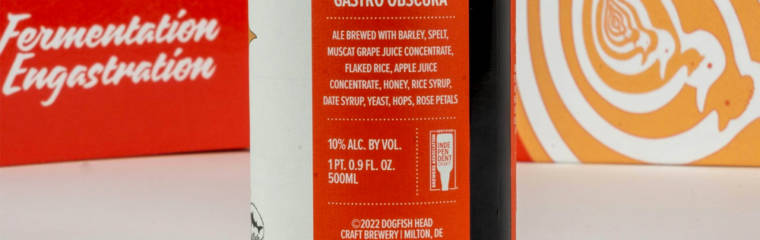 Fermentation
Engastration
GASTRO OBSCURA
ALE BREWED WITH BARLEY, SPELT,
MUSCAT GRAPE JUICE CONCENTRATE,
FLAKED RICE, APPLE JUICE
CONCENTRATE, HONEY, RICE SYRUP,
DATE SYRUP, YEAST, HOPS, ROSE PETALS
10% ALC. BY VOL.
1 PT. 0.9 FL. OZ.
500ML
INDE
PEN
DENT
©2022 DOGFISH HEAD
CRAFT BREWERY | MILTON, DE